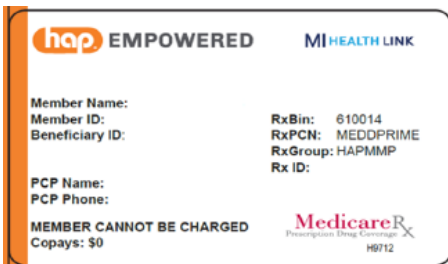 hap. EMPOWERED
MI HEALTH LINK
Member Name:
Member ID:
Beneficiary ID:
RxBin: 610014
RxPCN: MEDDPRIME
RxGroup: HAPMMP
Rx ID:
PCP Name:
PCP Phone:
MEMBER CANNOT BE CHARGED
Copays: $0
MedicareRx
Prescription Drug Coverage
H9712